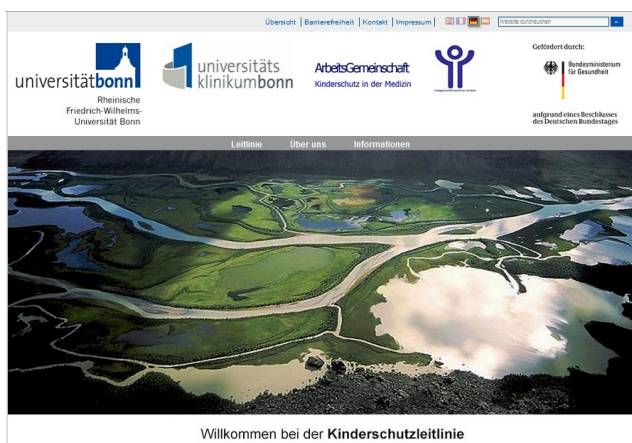 Übersicht | Barrierefreiheit | Kontakt | Impressum |
Website durchsuchen
universitätbonn
Rheinische
Friedrich-Wilhelms-
Universität Bonn
universitäts
klinikumbonn
ArbeitsGemeinschaft
Kinderschutz in der Medizin
Gefördert durch:
Bundesministerium
für Gesundheit
aufgrund eines Beschlusses
des Deutschen Bundestages
Leitlinie Über uns Informationen
Willkommen bei der Kinderschutzleitlinie